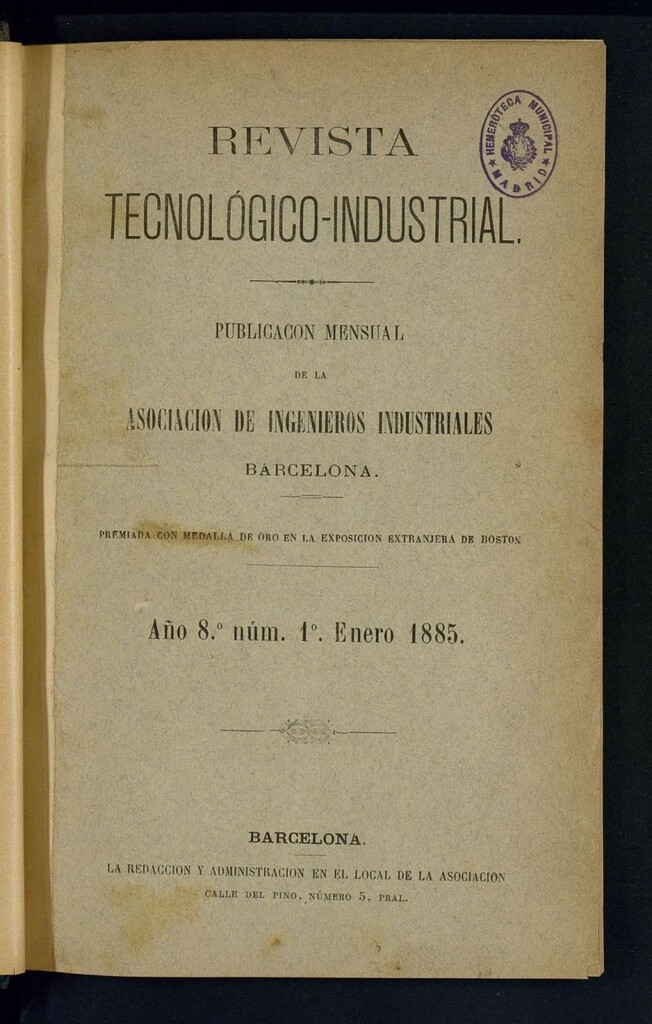 REVISTA
TECNOLÓGICO-INDUSTRIAL.
HEMEROTECA MUNICIPAL
★ MADRID ★
PUBLICACON MENSUAL
DE LA
ASOCIACION DE INGENIEROS INDUSTRIALES
BARCELONA.
PREMIADA CON MEDALLA DE ORO EN LA EXPOSICION EXTRANJERA DE BOSTON
Año 8.º núm. 1º. Enero 1885.
BARCELONA.
LA REDACCION Y ADMINISTRACION EN EL LOCAL DE LA ASOCIACION
CALLE DEL PINO, NÚMERO 5, PRAL.